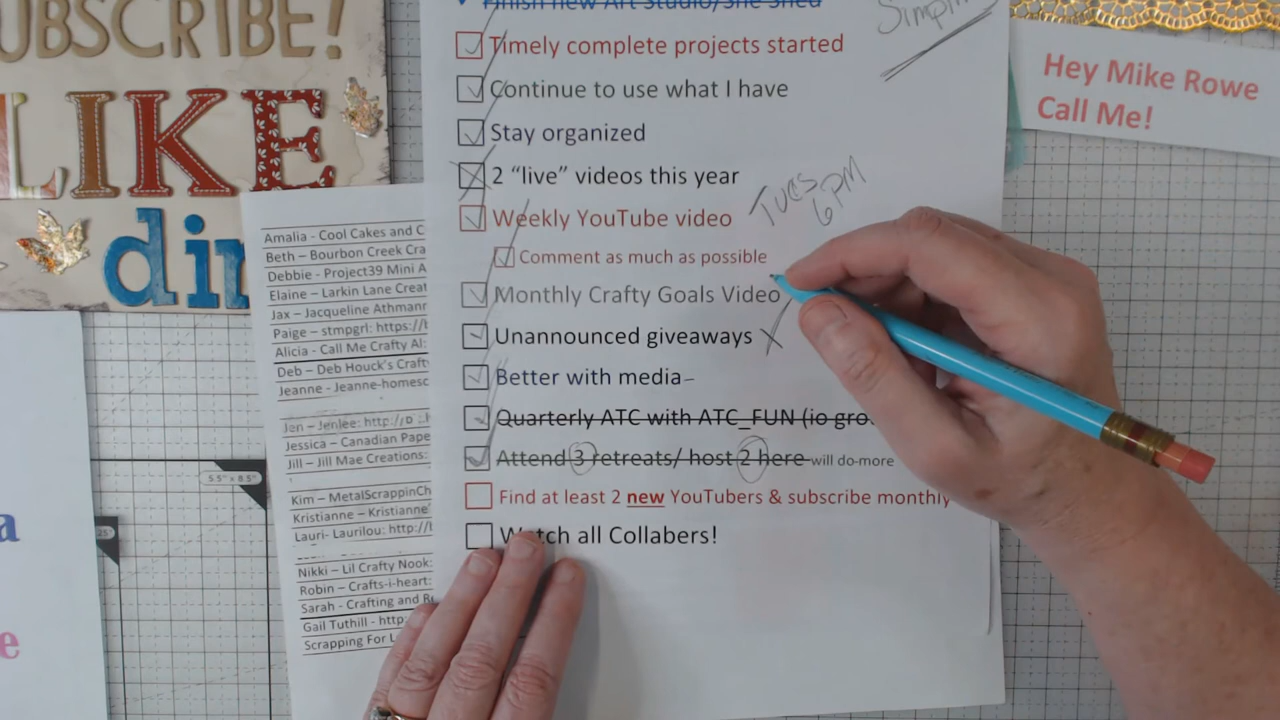 UBSCRIBE!
LIKE
din
Finish new Art Studio/She Shed
Timely complete projects started
Continue to use what I have
Stay organized
2 “live” videos this year
Weekly YouTube video
Tues
6 PM
Comment as much as possible
Monthly Crafty Goals Video
Unannounced giveaways X
Better with media
Quarterly ATC with ATC_FUN (io gro
Attend 3 retreats/ host 2 here will do-more
Find at least 2 new YouTubers & subscribe monthly
Watch all Collabers!
Hey Mike Rowe
Call Me!
Amalia - Cool Cakes and C
Beth – Bourbon Creek Cra
Debbie - Project39 Mini A
Elaine – Larkin Lane Creat
Jax – Jacqueline Athmann
Paige – stmpgrl: https://
Alicia - Call Me Crafty Al:
Deb – Deb Houck's Craft
Jeanne - Jeanne-homesc
Jen – Jenlee: http://
Jessica – Canadian Pape
Jill – Jill Mae Creations:
Kim – MetalScrappinCh
Kristianne – Kristianne'
Lauri- Laurilou: http://
Nikki – Lil Crafty Nook:
Robin – Crafts-i-heart:
Sarah - Crafting and R
Gail Tuthill - http
Scrapping For L
5.5" x 8.5"
a
e